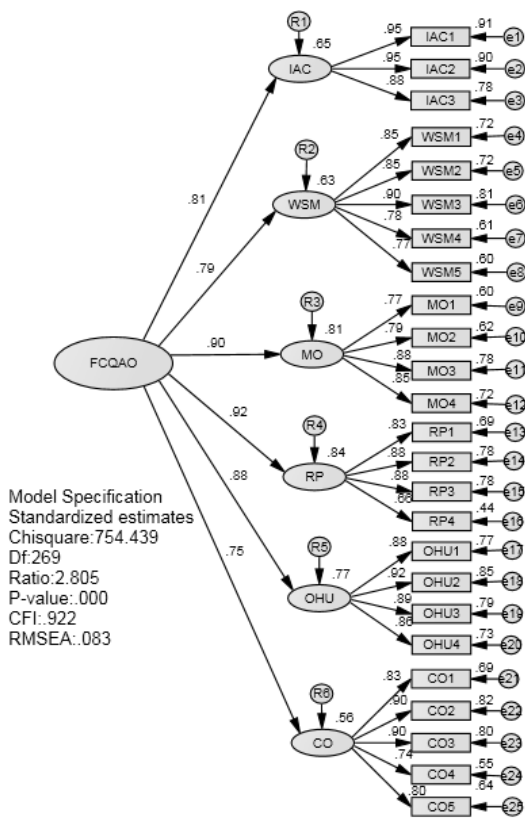 R1
.65
IAC
.95
IAC1
.91
e1
.95
IAC2
.90
e2
.88
IAC3
.78
e3
.81
R2
.63
WSM
.85
WSM1
.72
e4
.85
WSM2
.72
e5
.90
WSM3
.81
e6
.78
WSM4
.61
e7
.77
WSM5
.60
e8
.79
R3
.81
MO
.77
MO1
.60
e9
.79
MO2
.62
e10
.88
MO3
.78
e11
.85
MO4
.72
e12
.90
FCQAO
R4
.84
RP
.83
RP1
.69
e13
.88
RP2
.78
e14
.88
RP3
.78
e15
.66
RP4
.44
e16
.92
R5
.77
OHU
.88
OHU1
.77
e17
.92
OHU2
.85
e18
.89
OHU3
.79
e19
.86
OHU4
.73
e20
.88
R6
.56
CO
.83
CO1
.69
e21
.90
CO2
.82
e22
.90
CO3
.80
e23
.74
CO4
.55
e24
.80
CO5
.64
e25
.75
Model Specification
Standardized estimates
Chisquare:754.439
Df:269
Ratio:2.805
P-value:.000
CFI:.922
RMSEA:.083